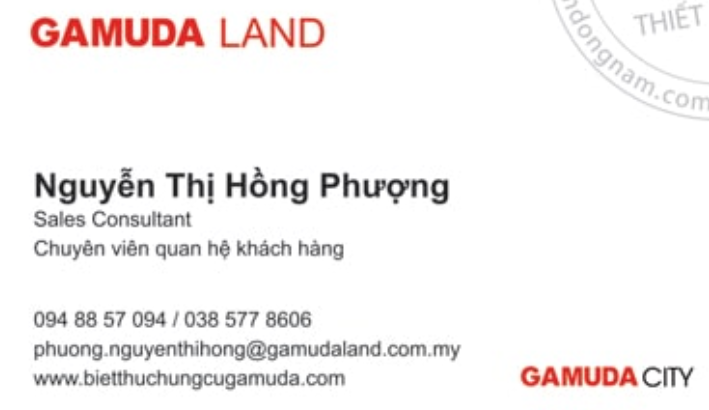 GAMUDA LAND
THIẾT
ndongnam.com
Nguyễn Thị Hồng Phượng
Sales Consultant
Chuyên viên quan hệ khách hàng
094 88 57 094 / 038 577 8606
phuong.nguyenthihong@gamudaland.com.my
www.bietthuchungcugamuda.com
GAMUDA CITY